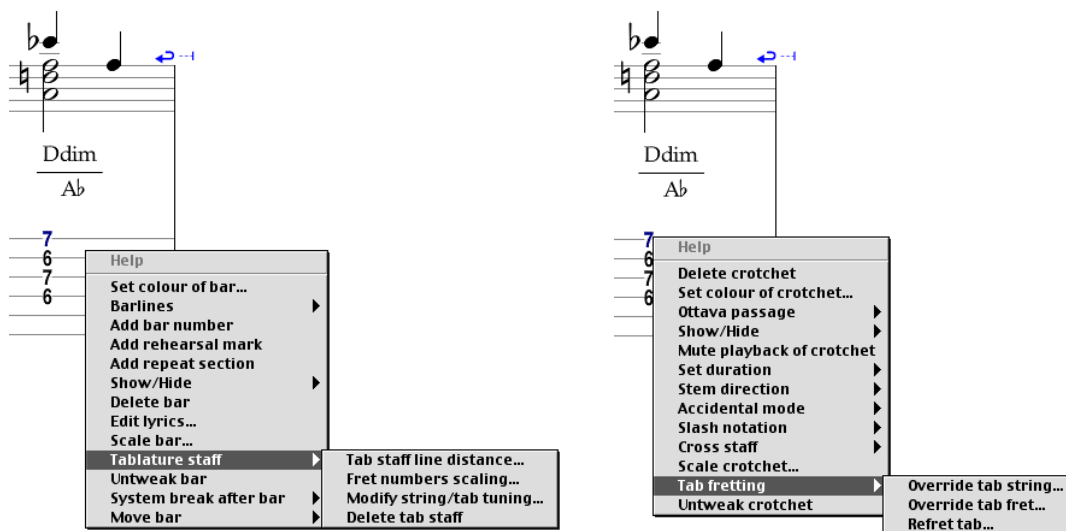 Ddim
A♭
7
6
7
6
Help
Set colour of bar...
Barlines
Add bar number
Add rehearsal mark
Add repeat section
Show/Hide
Delete bar
Edit lyrics...
Scale bar...
Tablature staff
Untweak bar
System break after bar
Move bar
Tab staff line distance...
Fret numbers scaling...
Modify string/tab tuning...
Delete tab staff
Ddim
A♭
7
6
7
6
Help
Delete crotchet
Set colour of crotchet...
Ottava passage
Show/Hide
Mute playback of crotchet
Set duration
Stem direction
Accidental mode
Slash notation
Cross staff
Scale crotchet...
Tab fretting
Untweak crotchet
Override tab string...
Override tab fret...
Refret tab...